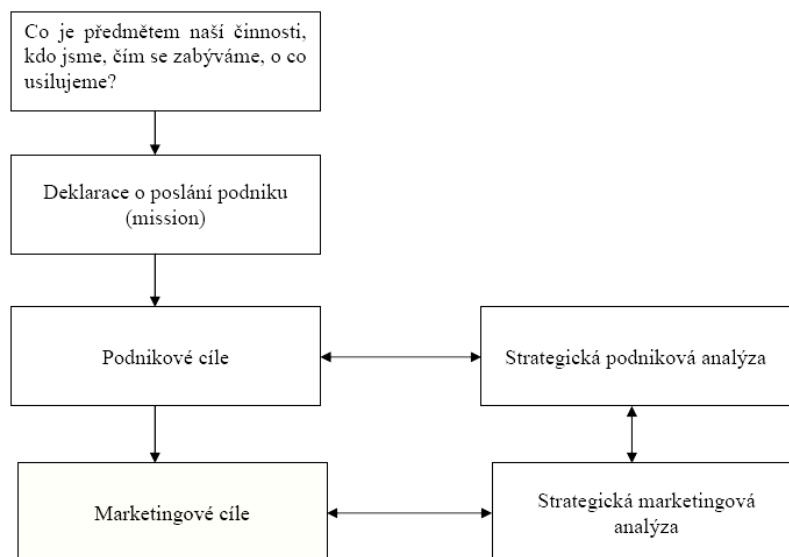 Co je předmětem naší činnosti,
kdo jsme, čím se zabýváme, o co
usilujeme?
Deklarace o poslání podniku
(mission)
Podnikové cíle
Strategická podniková analýza
Marketingové cíle
Strategická marketingová
analýza